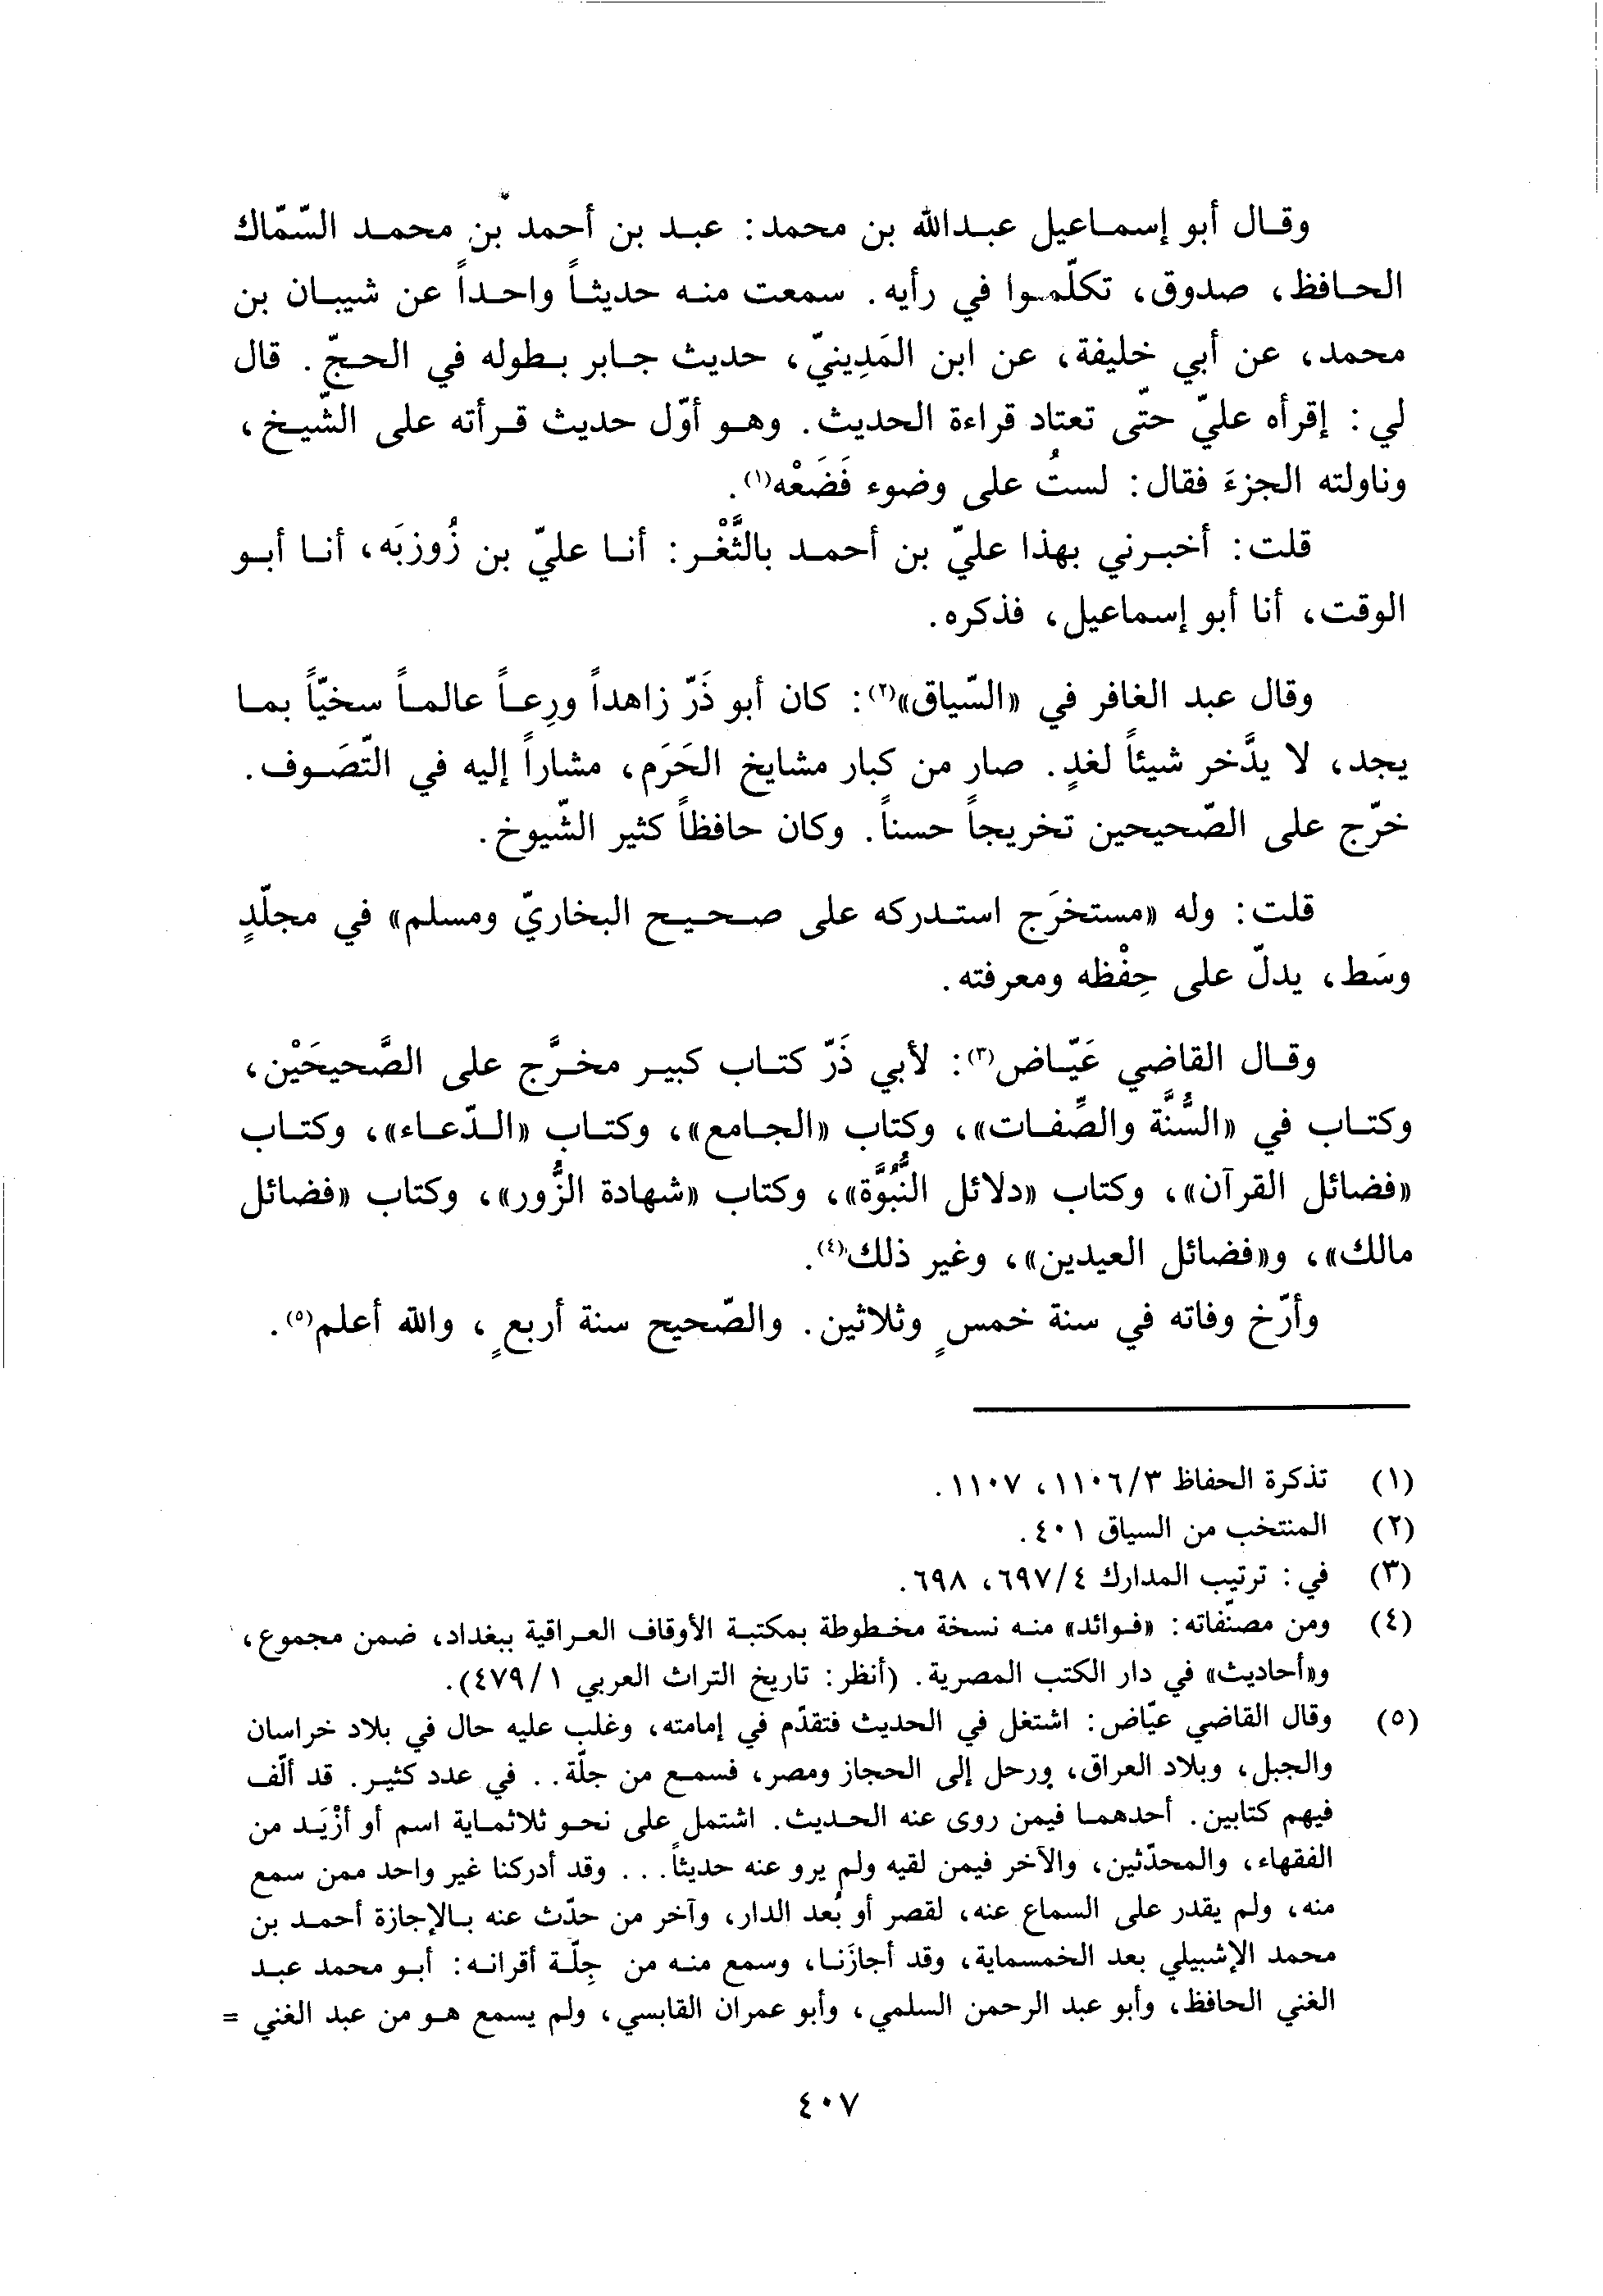 وقال أبو إسماعيل عبدالله بن محمد: عبد بن أحمد بن محمد السّمّاك
الحافظ، صدوق، تكلّموا في رأيه. سمعت منه حديثاً واحداً عن شيبان بن
محمد، عن أبي خليفة، عن ابن المَدِينيّ، حديث جابر بطوله في الحجّ. قال
لي: إقرأه عليّ حتّى تعتاد قراءة الحديث. وهو أوّل حديث قرأته على الشّيخ،
وناولته الجزءَ فقال: لستُ على وضوء فَضَعْه(١).
قلت: أخبرني بهذا عليّ بن أحمد بالثَّغْر: أنا عليّ بن زُوزبَه، أنا أبو
الوقت، أنا أبو إسماعيل، فذكره.
وقال عبد الغافر في «السّياق»(٢): كان أبو ذَرّ زاهداً ورِعاً عالماً سخيّاً بما
يجد، لا يدَّخر شيئاً لغدٍ. صار من كبار مشايخ الحَرَم، مشاراً إليه في التّصَوف.
خرّج على الصّحيحين تخريجاً حسناً. وكان حافظاً كثير الشّيوخ.
قلت: وله «مستخرَج استدركه على صحيح البخاريّ ومسلم» في مجلّدٍ
وسَط، يدلّ على حِفْظه ومعرفته.
وقال القاضي عَيّاض(٣): لأبي ذَرّ كتاب كبير مخرَّج على الصَّحيحَيْن،
وكتاب في «السُّنَّة والصِّفات»، وكتاب «الجامع»، وكتاب «الدّعاء»، وكتاب
«فضائل القرآن»، وكتاب «دلائل النُّبُوَّة»، وكتاب «شهادة الزُّور»، وكتاب «فضائل
مالك»، و«فضائل العيدين»، وغير ذلك(٤).
وأرّخ وفاته في سنة خمسٍ وثلاثين. والصّحيح سنة أربعٍ، والله أعلم(٥).
(١) تذكرة الحفاظ ١١٠٦/٣، ١١٠٧.
(٢) المنتخب من السياق ٤٠١.
(٣) في: ترتيب المدارك ٦٩٧/٤، ٦٩٨.
(٤) ومن مصنّفاته: «فوائد» منه نسخة مخطوطة بمكتبة الأوقاف العراقية ببغداد، ضمن مجموع،
و«أحاديث» في دار الكتب المصرية. (أنظر: تاريخ التراث العربي ٤٧٩/١).
(٥) وقال القاضي عيّاض: اشتغل في الحديث فتقدّم في إمامته، وغلب عليه حال في بلاد خراسان
والجبل، وبلاد العراق، ورحل إلى الحجاز ومصر، فسمع من جلّة.. في عدد كثير. قد ألّف
فيهم كتابين. أحدهما فيمن روى عنه الحديث. اشتمل على نحو ثلاثماية اسم أو أزْيَد من
الفقهاء، والمحدّثين، والآخر فيمن لقيه ولم يرو عنه حديثاً... وقد أدركنا غير واحد ممن سمع
منه، ولم يقدر على السماع عنه، لقصر أو بُعد الدار، وآخر من حدّث عنه بالإجازة أحمد بن
محمد الإشبيلي بعد الخمسماية، وقد أجازَنا، وسمع منه من جِلّة أقرانه: أبو محمد عبد
الغني الحافظ، وأبو عبد الرحمن السلمي، وأبو عمران القابسي، ولم يسمع هو من عبد الغني =
٤٠٧